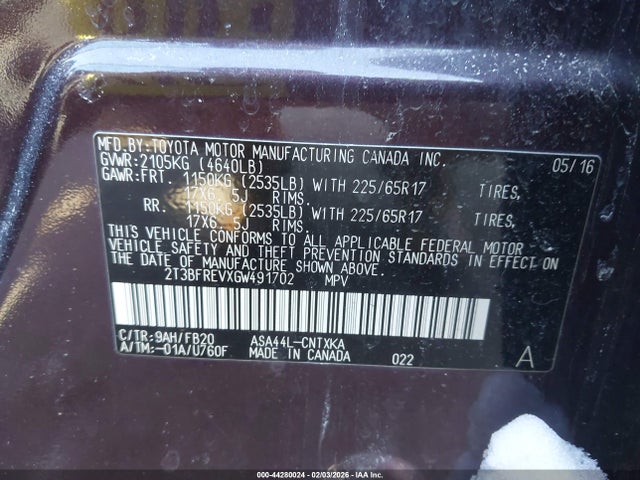 MFD.BY:TOYOTA MOTOR MANUFACTURING CANADA INC. 05/16
GVWR:2105KG (4640LB)
GAWR:FRT. 1150KG (2535LB) WITH 225/65R17 TIRES,
17X6.5J RIMS.
RR. 1150KG (2535LB) WITH 225/65R17 TIRES,
17X6.5J RIMS.
THIS VEHICLE CONFORMS TO ALL APPLICABLE FEDERAL MOTOR
VEHICLE SAFETY AND THEFT PREVENTION STANDARDS IN EFFECT ON
THE DATE OF MANUFACTURE SHOWN ABOVE.
2T3BFREVXGW491702 MPV
C/TR:9AH/FB20 ASA44L-CNTXKA
A/TM:-01A/U760F MADE IN CANADA 022 A
000-44280024 | 02/03/2026 | IAAI.COM